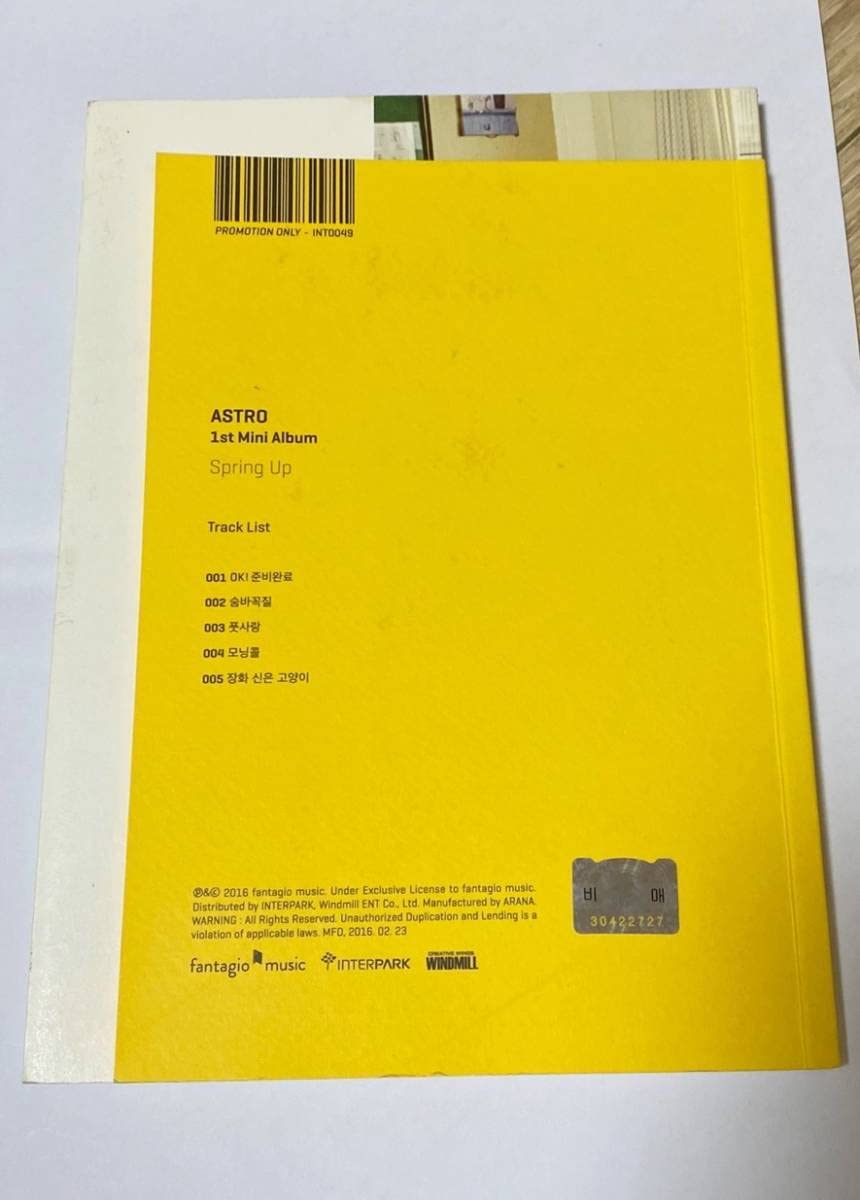 PROMOTION ONLY - INT0049
ASTRO
1st Mini Album
Spring Up
Track List
001 OK! 준비완료
002 숨바꼭질
003 풋사랑
004 모닝콜
005 장화 신은 고양이
℗&© 2016 fantagio music. Under Exclusive License to fantagio music.
Distributed by INTERPARK, Windmill ENT Co., Ltd. Manufactured by ARANA.
WARNING : All Rights Reserved. Unauthorized Duplication and Lending is a
violation of applicable laws. MFD, 2016. 02. 23
비 매
30422727
fantagio music INTERPARK CREATIVE MINDS WINDMILL